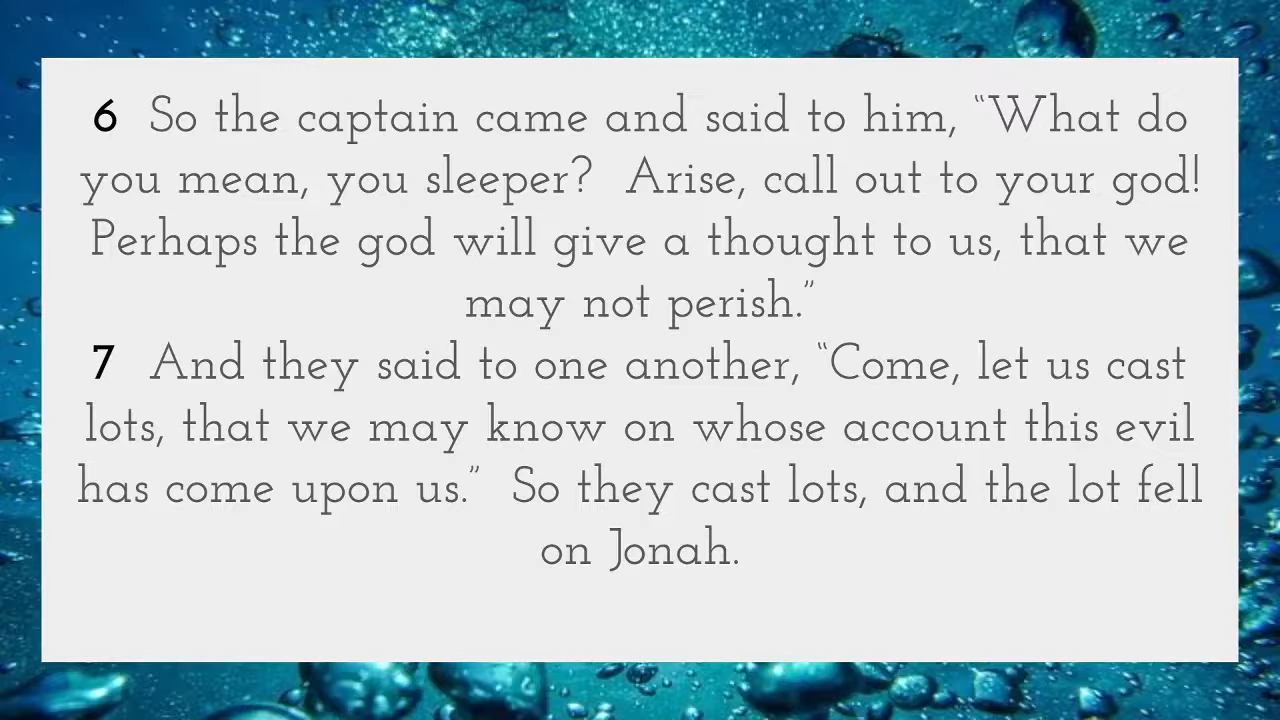 6 So the captain came and said to him, “What do
you mean, you sleeper? Arise, call out to your god!
Perhaps the god will give a thought to us, that we
may not perish.”
7 And they said to one another, “Come, let us cast
lots, that we may know on whose account this evil
has come upon us.” So they cast lots, and the lot fell
on Jonah.